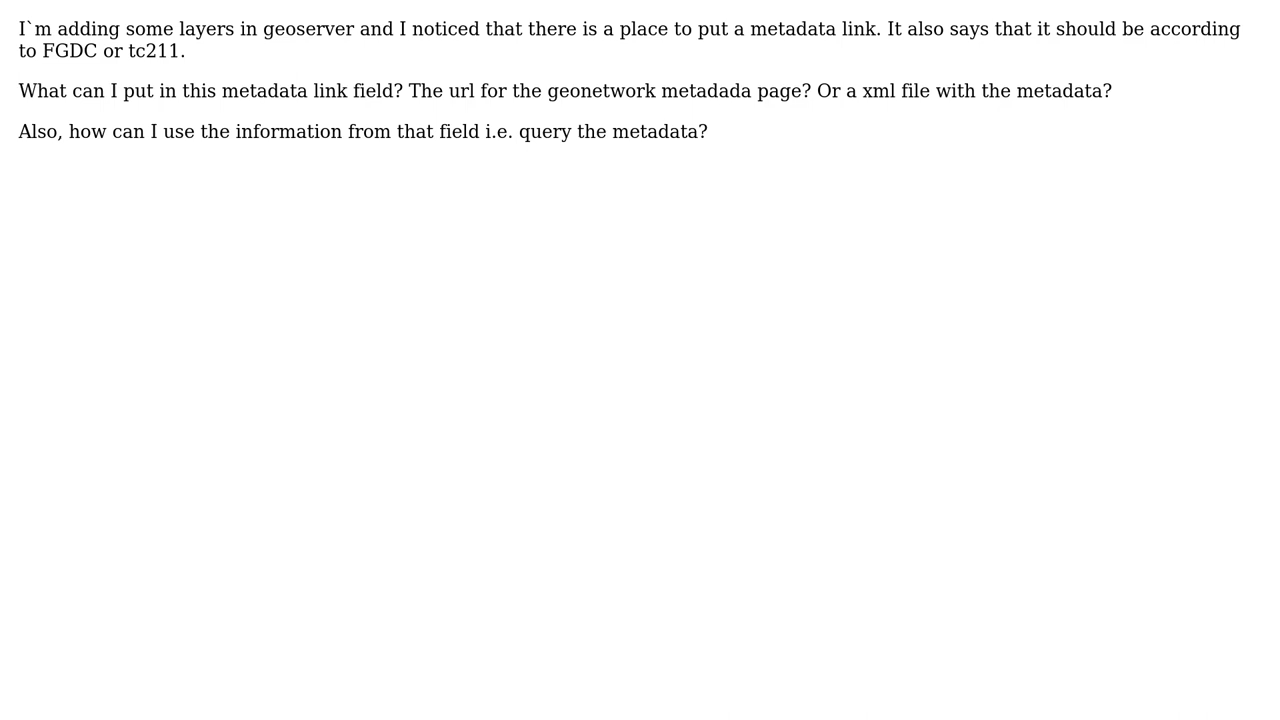 I`m adding some layers in geoserver and I noticed that there is a place to put a metadata link. It also says that it should be according
to FGDC or tc211.
What can I put in this metadata link field? The url for the geonetwork metadada page? Or a xml file with the metadata?
Also, how can I use the information from that field i.e. query the metadata?